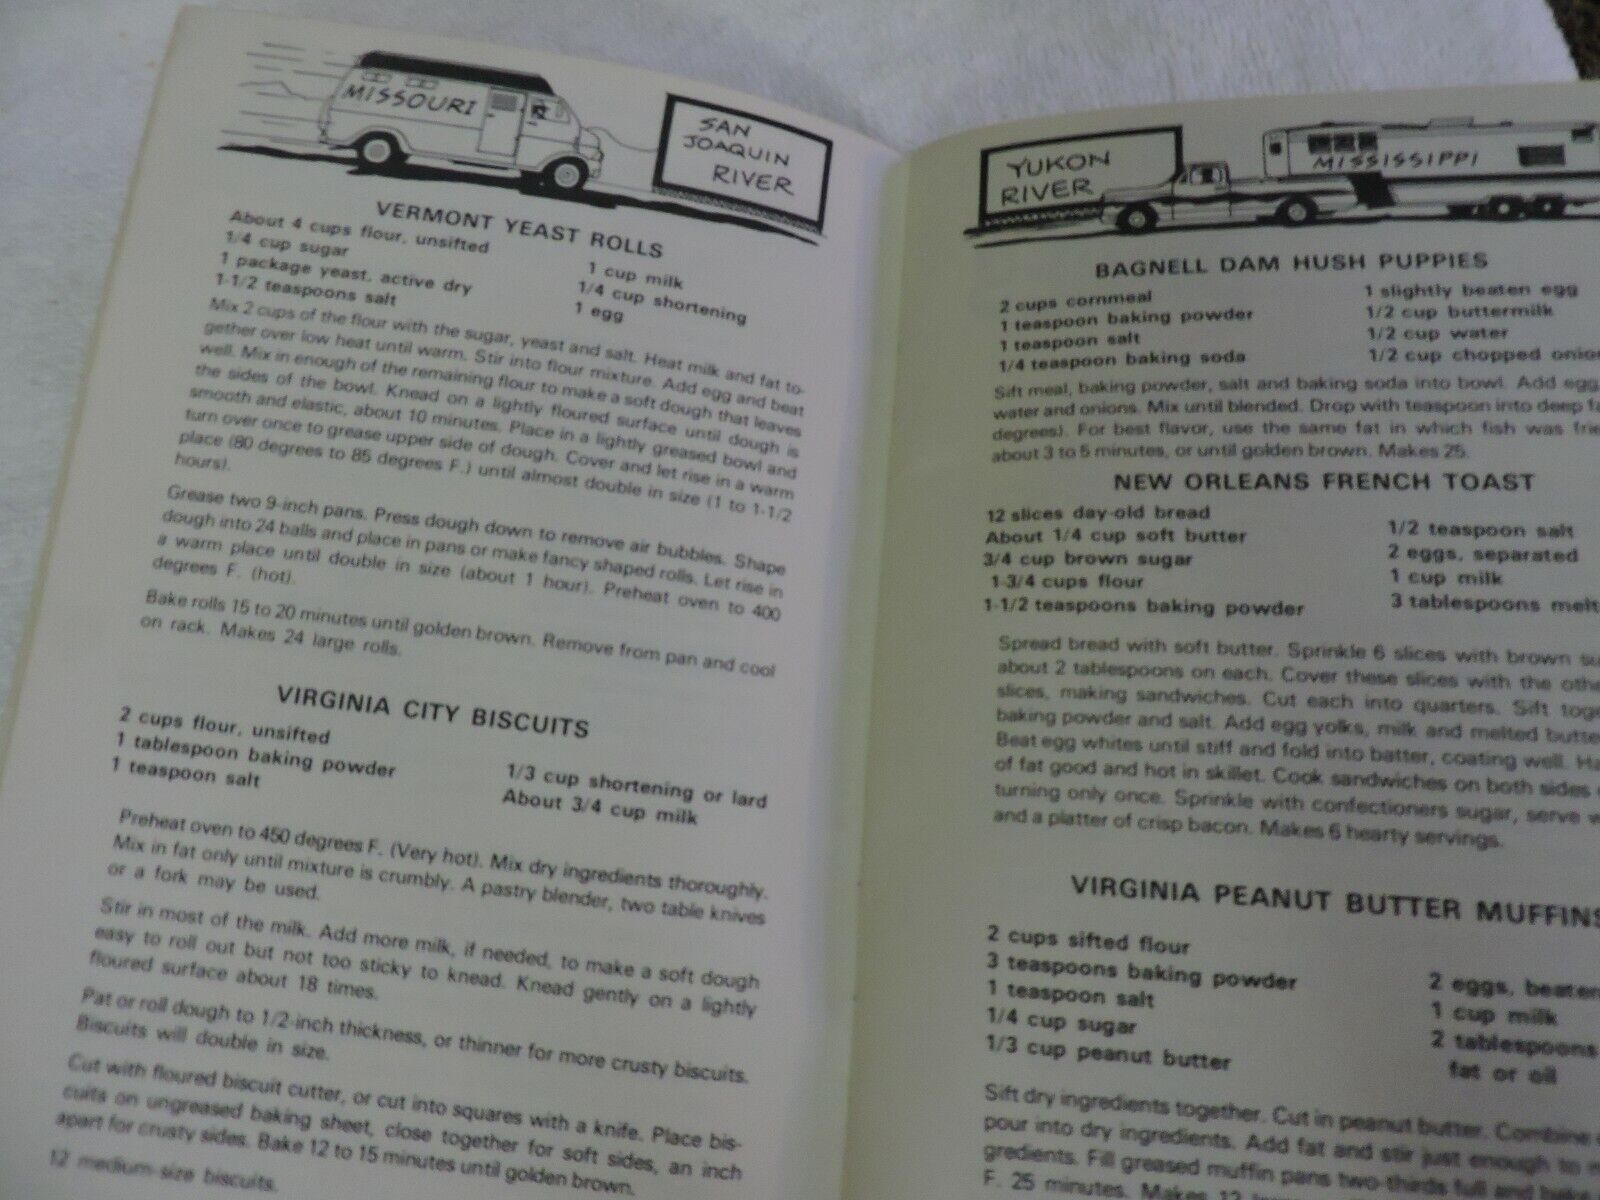 MISSOURI
SAN
JOAQUIN
RIVER
VERMONT YEAST ROLLS
About 4 cups flour, unsifted
1/4 cup sugar
1 package yeast, active dry
1-1/2 teaspoons salt
1 cup milk
1/4 cup shortening
1 egg
Mix 2 cups of the flour with the sugar, yeast and salt. Heat milk and fat to-
gether over low heat until warm. Stir into flour mixture. Add egg and beat
well. Mix in enough of the remaining flour to make a soft dough that leaves
the sides of the bowl. Knead on a lightly floured surface until dough is
smooth and elastic, about 10 minutes. Place in a lightly greased bowl and
turn over once to grease upper side of dough. Cover and let rise in a warm
place (80 degrees to 85 degrees F.) until almost double in size (1 to 1-1/2
hours).
Grease two 9-inch pans. Press dough down to remove air bubbles. Shape
dough into 24 balls and place in pans or make fancy shaped rolls. Let rise in
a warm place until double in size (about 1 hour). Preheat oven to 400
degrees F. (hot).
Bake rolls 15 to 20 minutes until golden brown. Remove from pan and cool
on rack. Makes 24 large rolls.
VIRGINIA CITY BISCUITS
2 cups flour, unsifted
1 tablespoon baking powder
1 teaspoon salt
1/3 cup shortening or lard
About 3/4 cup milk
Preheat oven to 450 degrees F. (Very hot). Mix dry ingredients thoroughly.
Mix in fat only until mixture is crumbly. A pastry blender, two table knives
or a fork may be used.
Stir in most of the milk. Add more milk, if needed, to make a soft dough
easy to roll out but not too sticky to knead. Knead gently on a lightly
floured surface about 18 times.
Pat or roll dough to 1/2-inch thickness, or thinner for more crusty biscuits.
Biscuits will double in size.
Cut with floured biscuit cutter, or cut into squares with a knife. Place bis-
cuits on ungreased baking sheet, close together for soft sides, an inch
apart for crusty sides. Bake 12 to 15 minutes until golden brown.
12 medium-size biscuits.
YUKON
RIVER
MISSISSIPPI
BAGNELL DAM HUSH PUPPIES
2 cups cornmeal
1 teaspoon baking powder
1 teaspoon salt
1/4 teaspoon baking soda
1 slightly beaten egg
1/2 cup buttermilk
1/2 cup water
1/2 cup chopped onio
Sift meal, baking powder, salt and baking soda into bowl. Add egg,
water and onions. Mix until blended. Drop with teaspoon into deep fa
degrees). For best flavor, use the same fat in which fish was frie
about 3 to 5 minutes, or until golden brown. Makes 25.
NEW ORLEANS FRENCH TOAST
12 slices day-old bread
About 1/4 cup soft butter
3/4 cup brown sugar
1-3/4 cups flour
1-1/2 teaspoons baking powder
1/2 teaspoon salt
2 eggs, separated
1 cup milk
3 tablespoons melt
Spread bread with soft butter. Sprinkle 6 slices with brown su
about 2 tablespoons on each. Cover these slices with the othe
slices, making sandwiches. Cut each into quarters. Sift toge
baking powder and salt. Add egg yolks, milk and melted butte
Beat egg whites until stiff and fold into batter, coating well. Ha
of fat good and hot in skillet. Cook sandwiches on both sides
turning only once. Sprinkle with confectioners sugar, serve w
and a platter of crisp bacon. Makes 6 hearty servings.
VIRGINIA PEANUT BUTTER MUFFINS
2 cups sifted flour
3 teaspoons baking powder
1 teaspoon salt
1/4 cup sugar
1/3 cup peanut butter
2 eggs, beaten
1 cup milk
2 tablespoons
fat or oil
Sift dry ingredients together. Cut in peanut butter. Combine
pour into dry ingredients. Add fat and stir just enough to
gredients. Fill greased muffin pans two-thirds full and
F. 25 minutes. Makes 12